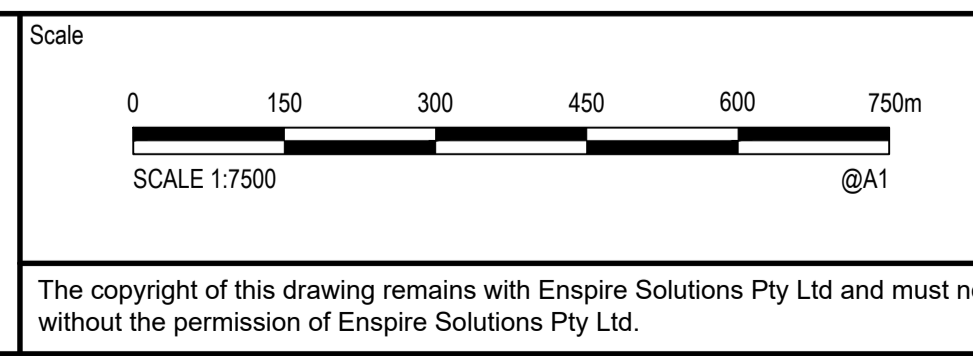 Scale
0 150 300 450 600 750m
SCALE 1:7500 @A1
The copyright of this drawing remains with Enspire Solutions Pty Ltd and must
without the permission of Enspire Solutions Pty Ltd.